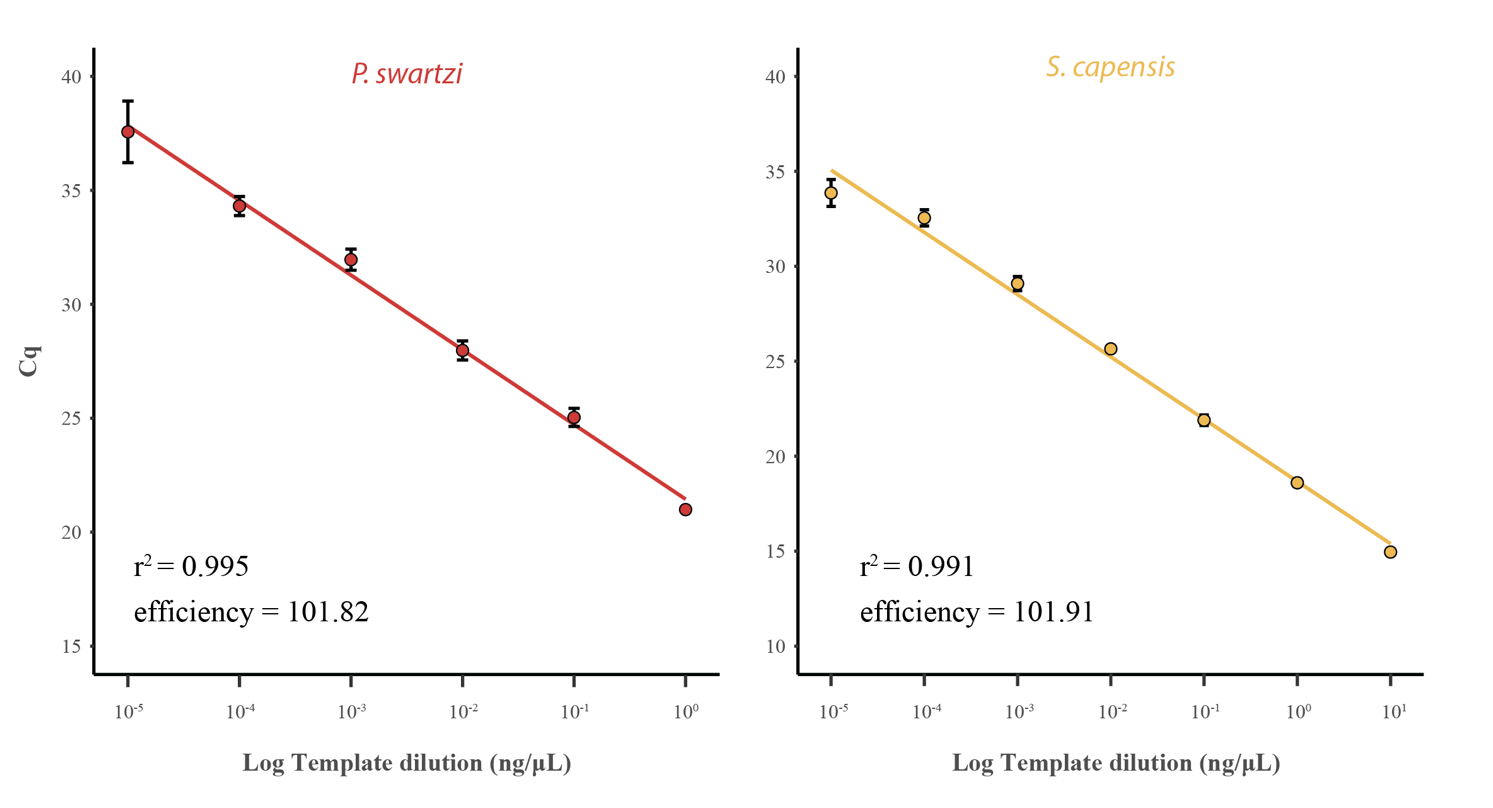 P. swartzi
40
35
30
25
20
15
Cq
r² = 0.995
efficiency = 101.82
10⁻⁵ 10⁻⁴ 10⁻³ 10⁻² 10⁻¹ 10⁰
Log Template dilution (ng/μL)
S. capensis
40
35
30
25
20
15
10
r² = 0.991
efficiency = 101.91
10⁻⁵ 10⁻⁴ 10⁻³ 10⁻² 10⁻¹ 10⁰ 10¹
Log Template dilution (ng/μL)